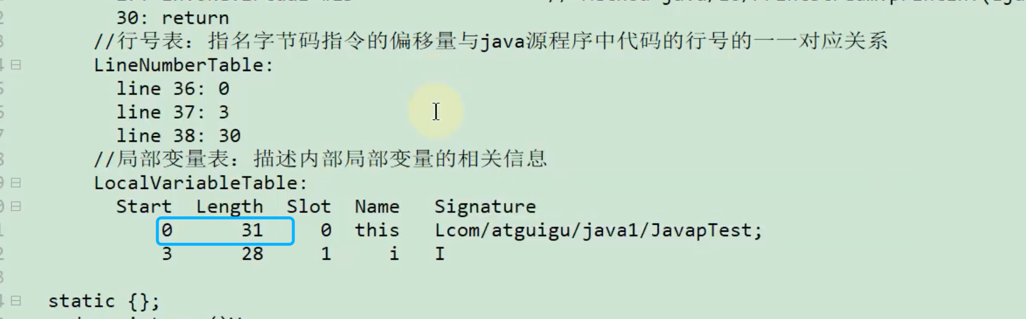 30: return
//行号表：指名字节码指令的偏移量与java源程序中代码的行号的一一对应关系
LineNumberTable:
line 36: 0
line 37: 3
line 38: 30
//局部变量表：描述内部局部变量的相关信息
LocalVariableTable:
Start Length Slot Name Signature
0 31 0 this Lcom/atguigu/java1/JavapTest;
3 28 1 i I
static {};